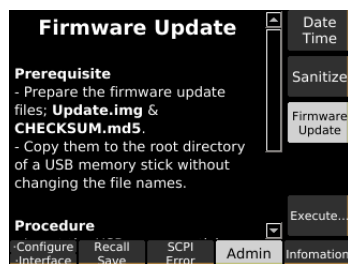 Firmware Update
Prerequisite
- Prepare the firmware update
files; Update.img &
CHECKSUM.md5.
- Copy them to the root directory
of a USB memory stick without
changing the file names.
Procedure
Date
Time
Sanitize
Firmware
Update
Execute...
·Configure
·Interface
Recall
Save
SCPI
Error
Admin
Infomation